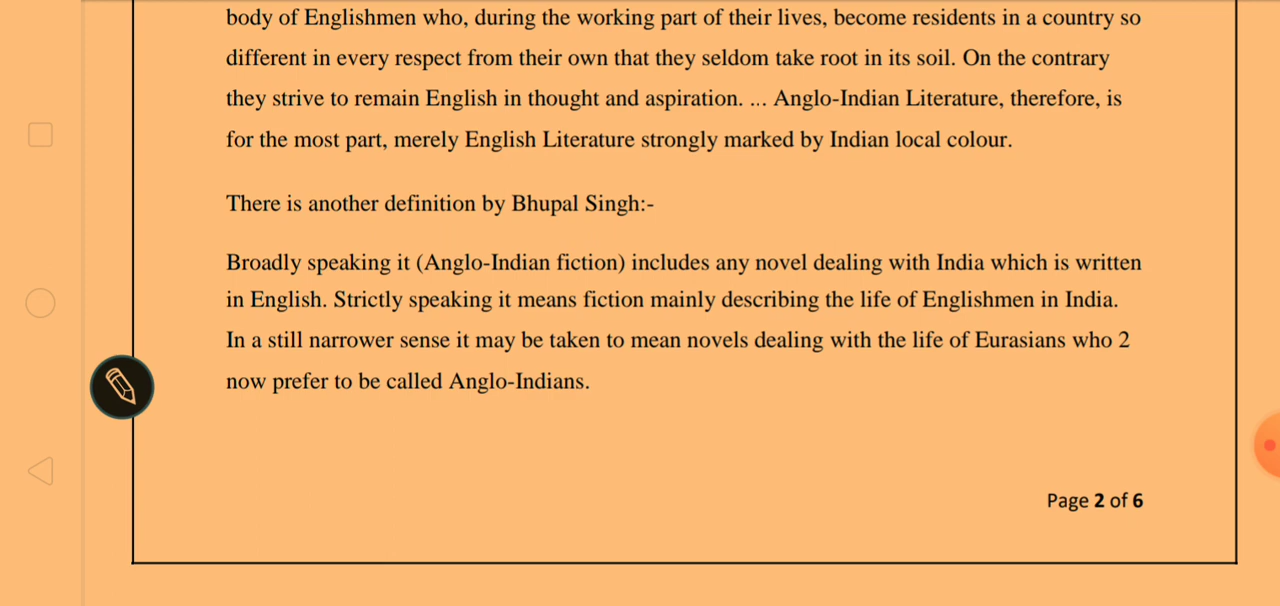 body of Englishmen who, during the working part of their lives, become residents in a country so
different in every respect from their own that they seldom take root in its soil. On the contrary
they strive to remain English in thought and aspiration. ... Anglo-Indian Literature, therefore, is
for the most part, merely English Literature strongly marked by Indian local colour.
There is another definition by Bhupal Singh:-
Broadly speaking it (Anglo-Indian fiction) includes any novel dealing with India which is written
in English. Strictly speaking it means fiction mainly describing the life of Englishmen in India.
In a still narrower sense it may be taken to mean novels dealing with the life of Eurasians who 2
now prefer to be called Anglo-Indians.
Page 2 of 6